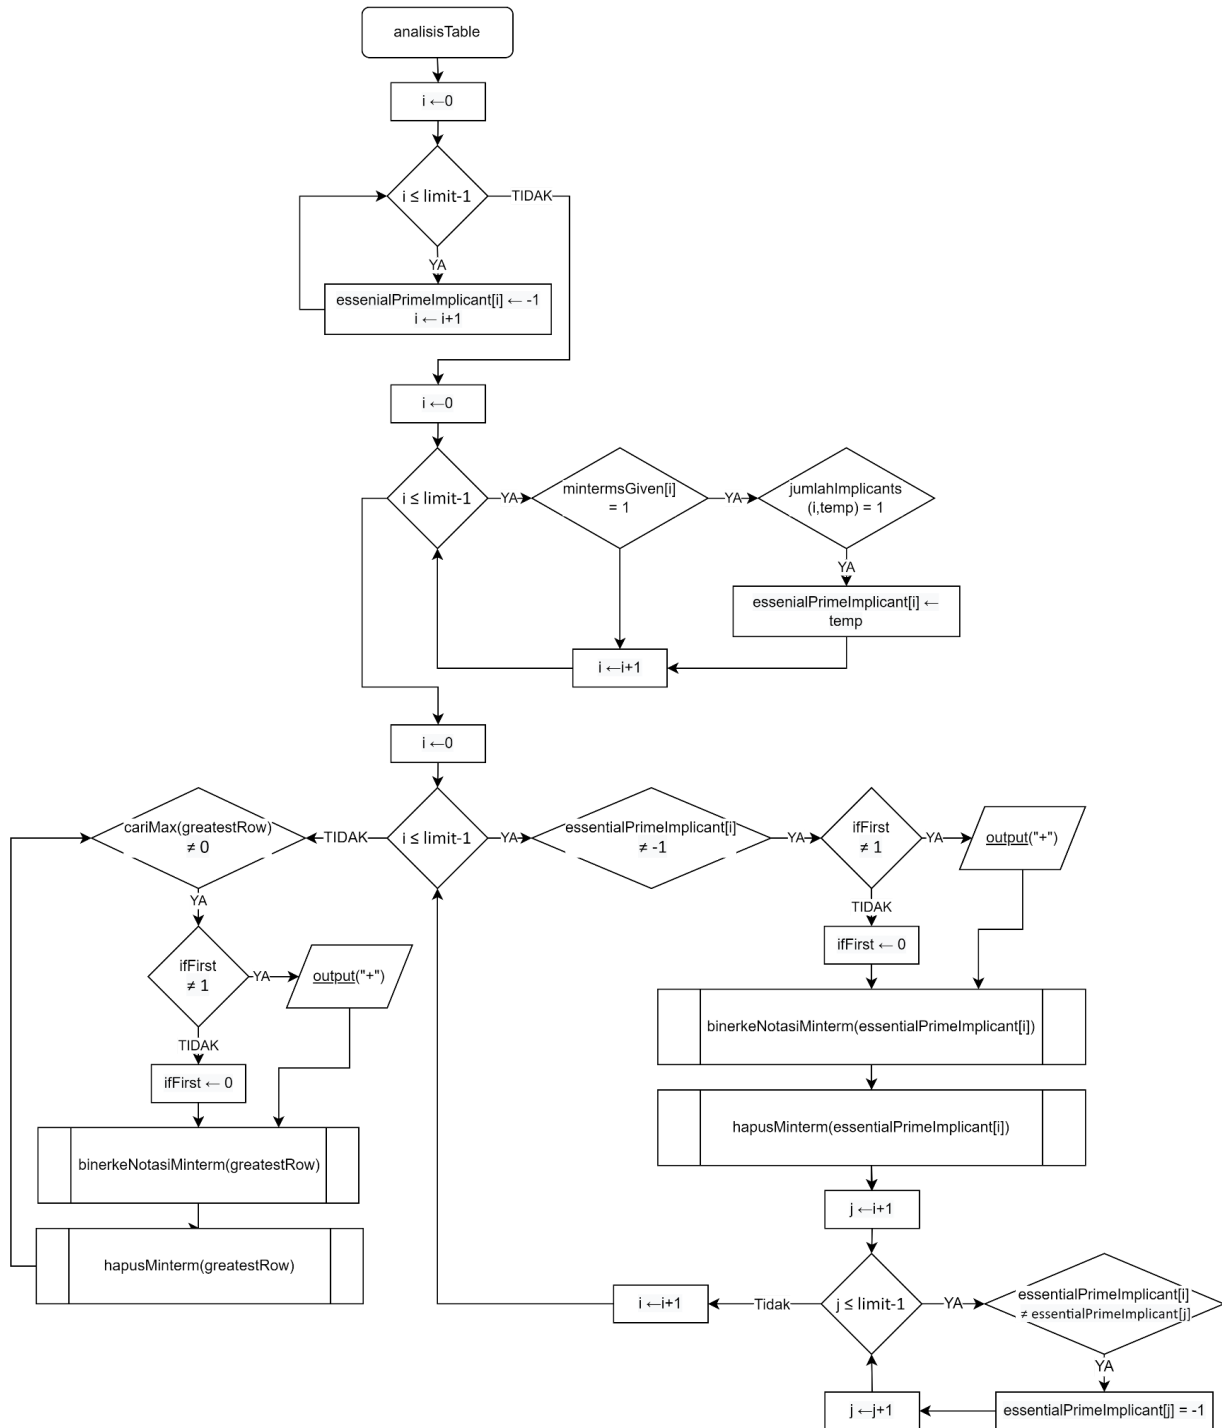 analisisTable
i ←0
i ≤ limit-1
TIDAK
YA
essenialPrimeImplicant[i] ← -1
i ← i+1
i ←0
i ≤ limit-1
YA
mintermsGiven[i]
= 1
YA
jumlahImplicants
(i,temp) = 1
YA
essenialPrimeImplicant[i] ←
temp
i ←i+1
i ←0
cariMax(greatestRow)
≠ 0
TIDAK
i ≤ limit-1
YA
essentialPrimeImplicant[i]
≠ -1
YA
ifFirst
≠ 1
YA
output("+")
YA
TIDAK
ifFirst ← 0
ifFirst
≠ 1
YA
output("+")
binerkeNotasiMinterm(essentialPrimeImplicant[i])
TIDAK
ifFirst ← 0
hapusMinterm(essentialPrimeImplicant[i])
binerkeNotasiMinterm(greatestRow)
j ←i+1
hapusMinterm(greatestRow)
i ←i+1
Tidak
j ≤ limit-1
YA
essentialPrimeImplicant[i]
≠ essentialPrimeImplicant[j]
YA
j ←j+1
essentialPrimeImplicant[j] = -1